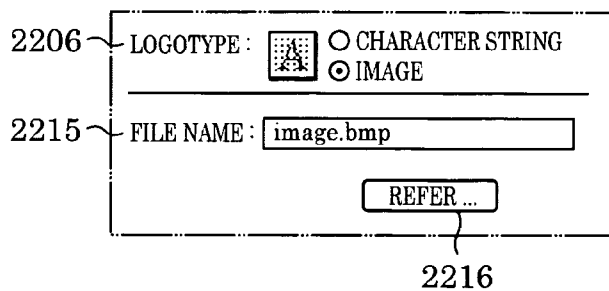 2206 LOGOTYPE : A CHARACTER STRING
IMAGE
2215 FILE NAME : image.bmp
REFER ...
2216